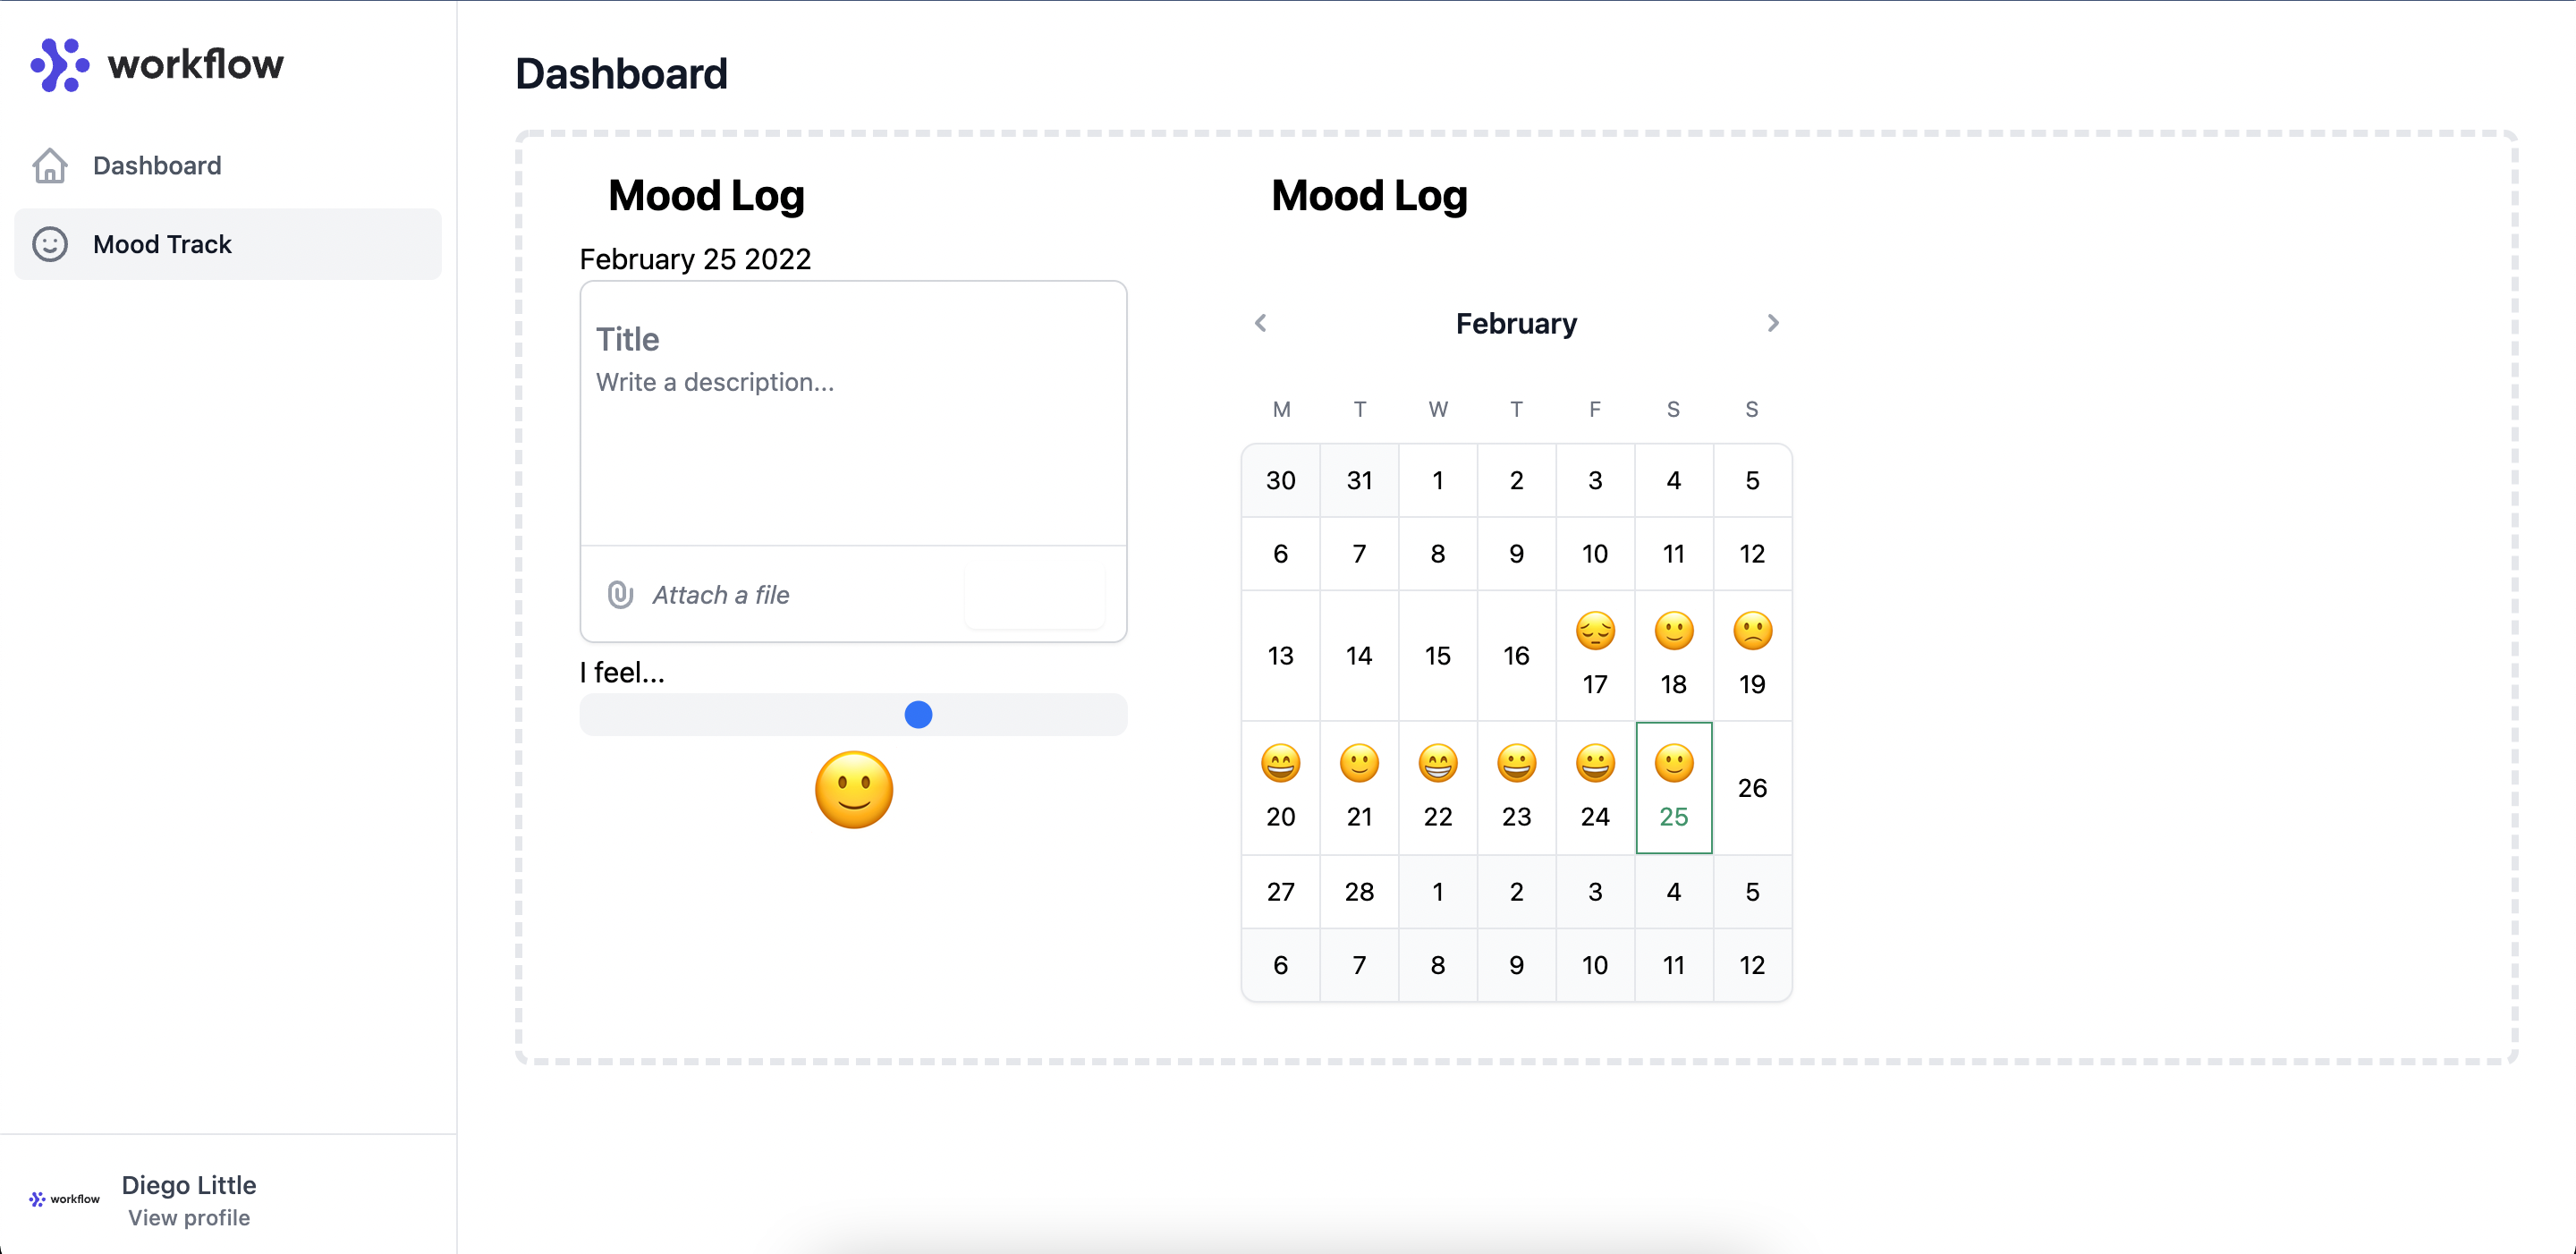 workflow
Dashboard
Mood Track
Dashboard
Mood Log
February 25 2022
Title
Write a description...
Attach a file
I feel...
Mood Log
February
M T W T F S S
30 31 1 2 3 4 5
6 7 8 9 10 11 12
13 14 15 16 17 18 19
20 21 22 23 24 25 26
27 28 1 2 3 4 5
6 7 8 9 10 11 12
workflow
Diego Little
View profile